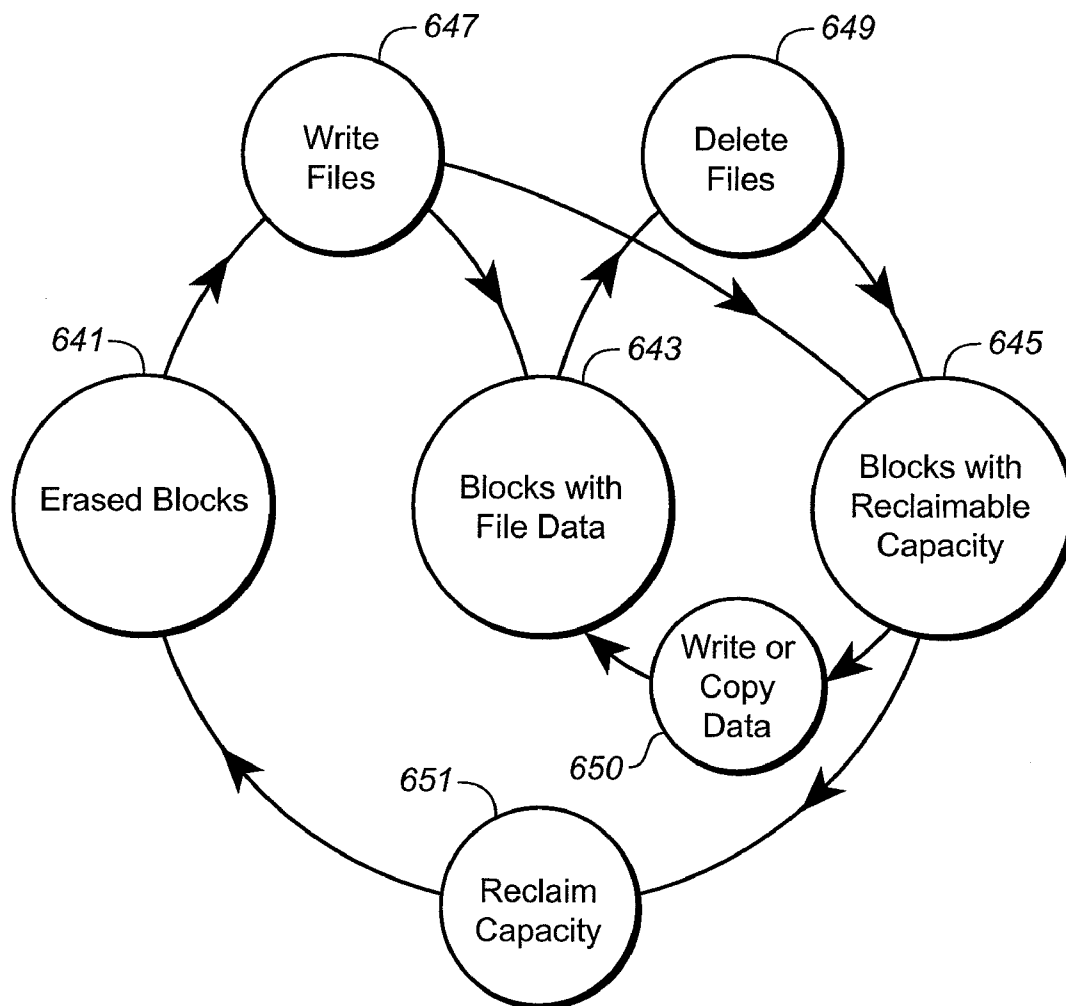 647
649
Write
Files
Delete
Files
641
643
645
Erased Blocks
Blocks with
File Data
Blocks with
Reclaimable
Capacity
Write or
Copy
Data
650
651
Reclaim
Capacity